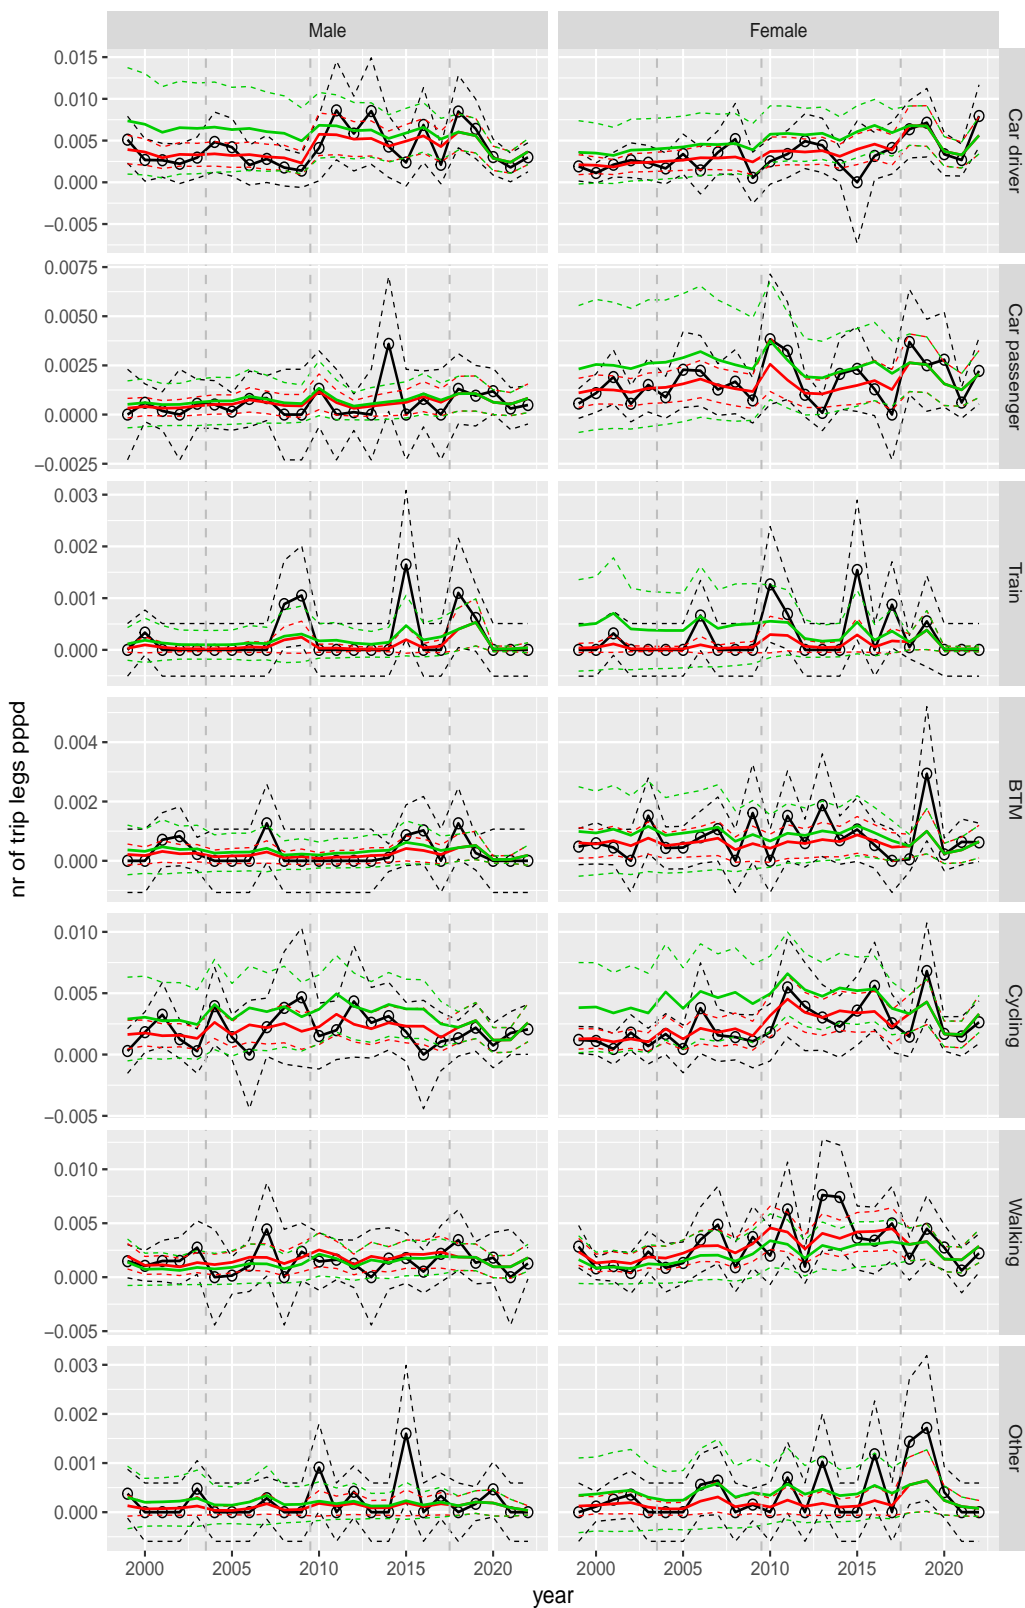 Male
Female
0.015
0.010
0.005
0.000
−0.005
Car driver
0.0075
0.0050
0.0025
0.0000
−0.0025
Car passenger
0.003
0.002
0.001
0.000
Train
0.004
0.002
0.000
BTM
0.010
0.005
0.000
−0.005
Cycling
0.010
0.005
0.000
−0.005
Walking
0.003
0.002
0.001
0.000
Other
nr of trip legs pppd
2000 2005 2010 2015 2020
2000 2005 2010 2015 2020
year